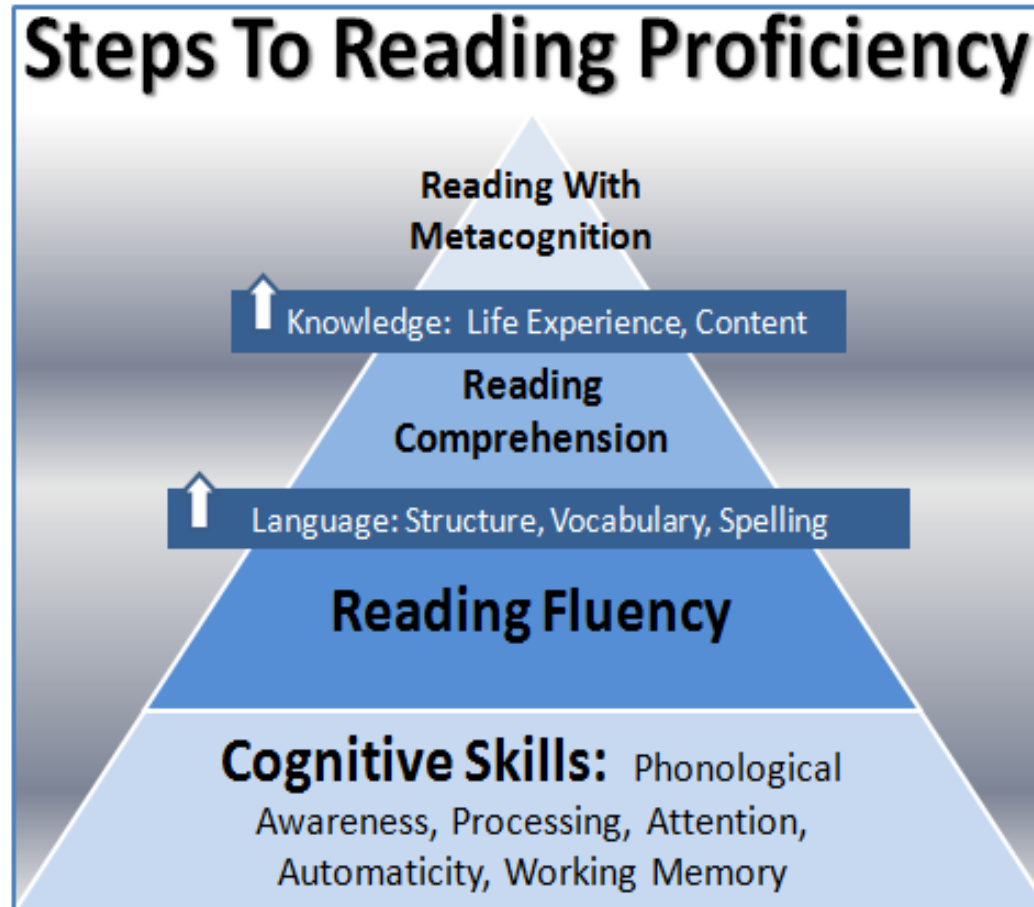 Steps To Reading Proficiency
Reading With
Metacognition
Knowledge: Life Experience, Content
Reading
Comprehension
Language: Structure, Vocabulary, Spelling
Reading Fluency
Cognitive Skills: Phonological
Awareness, Processing, Attention,
Automaticity, Working Memory